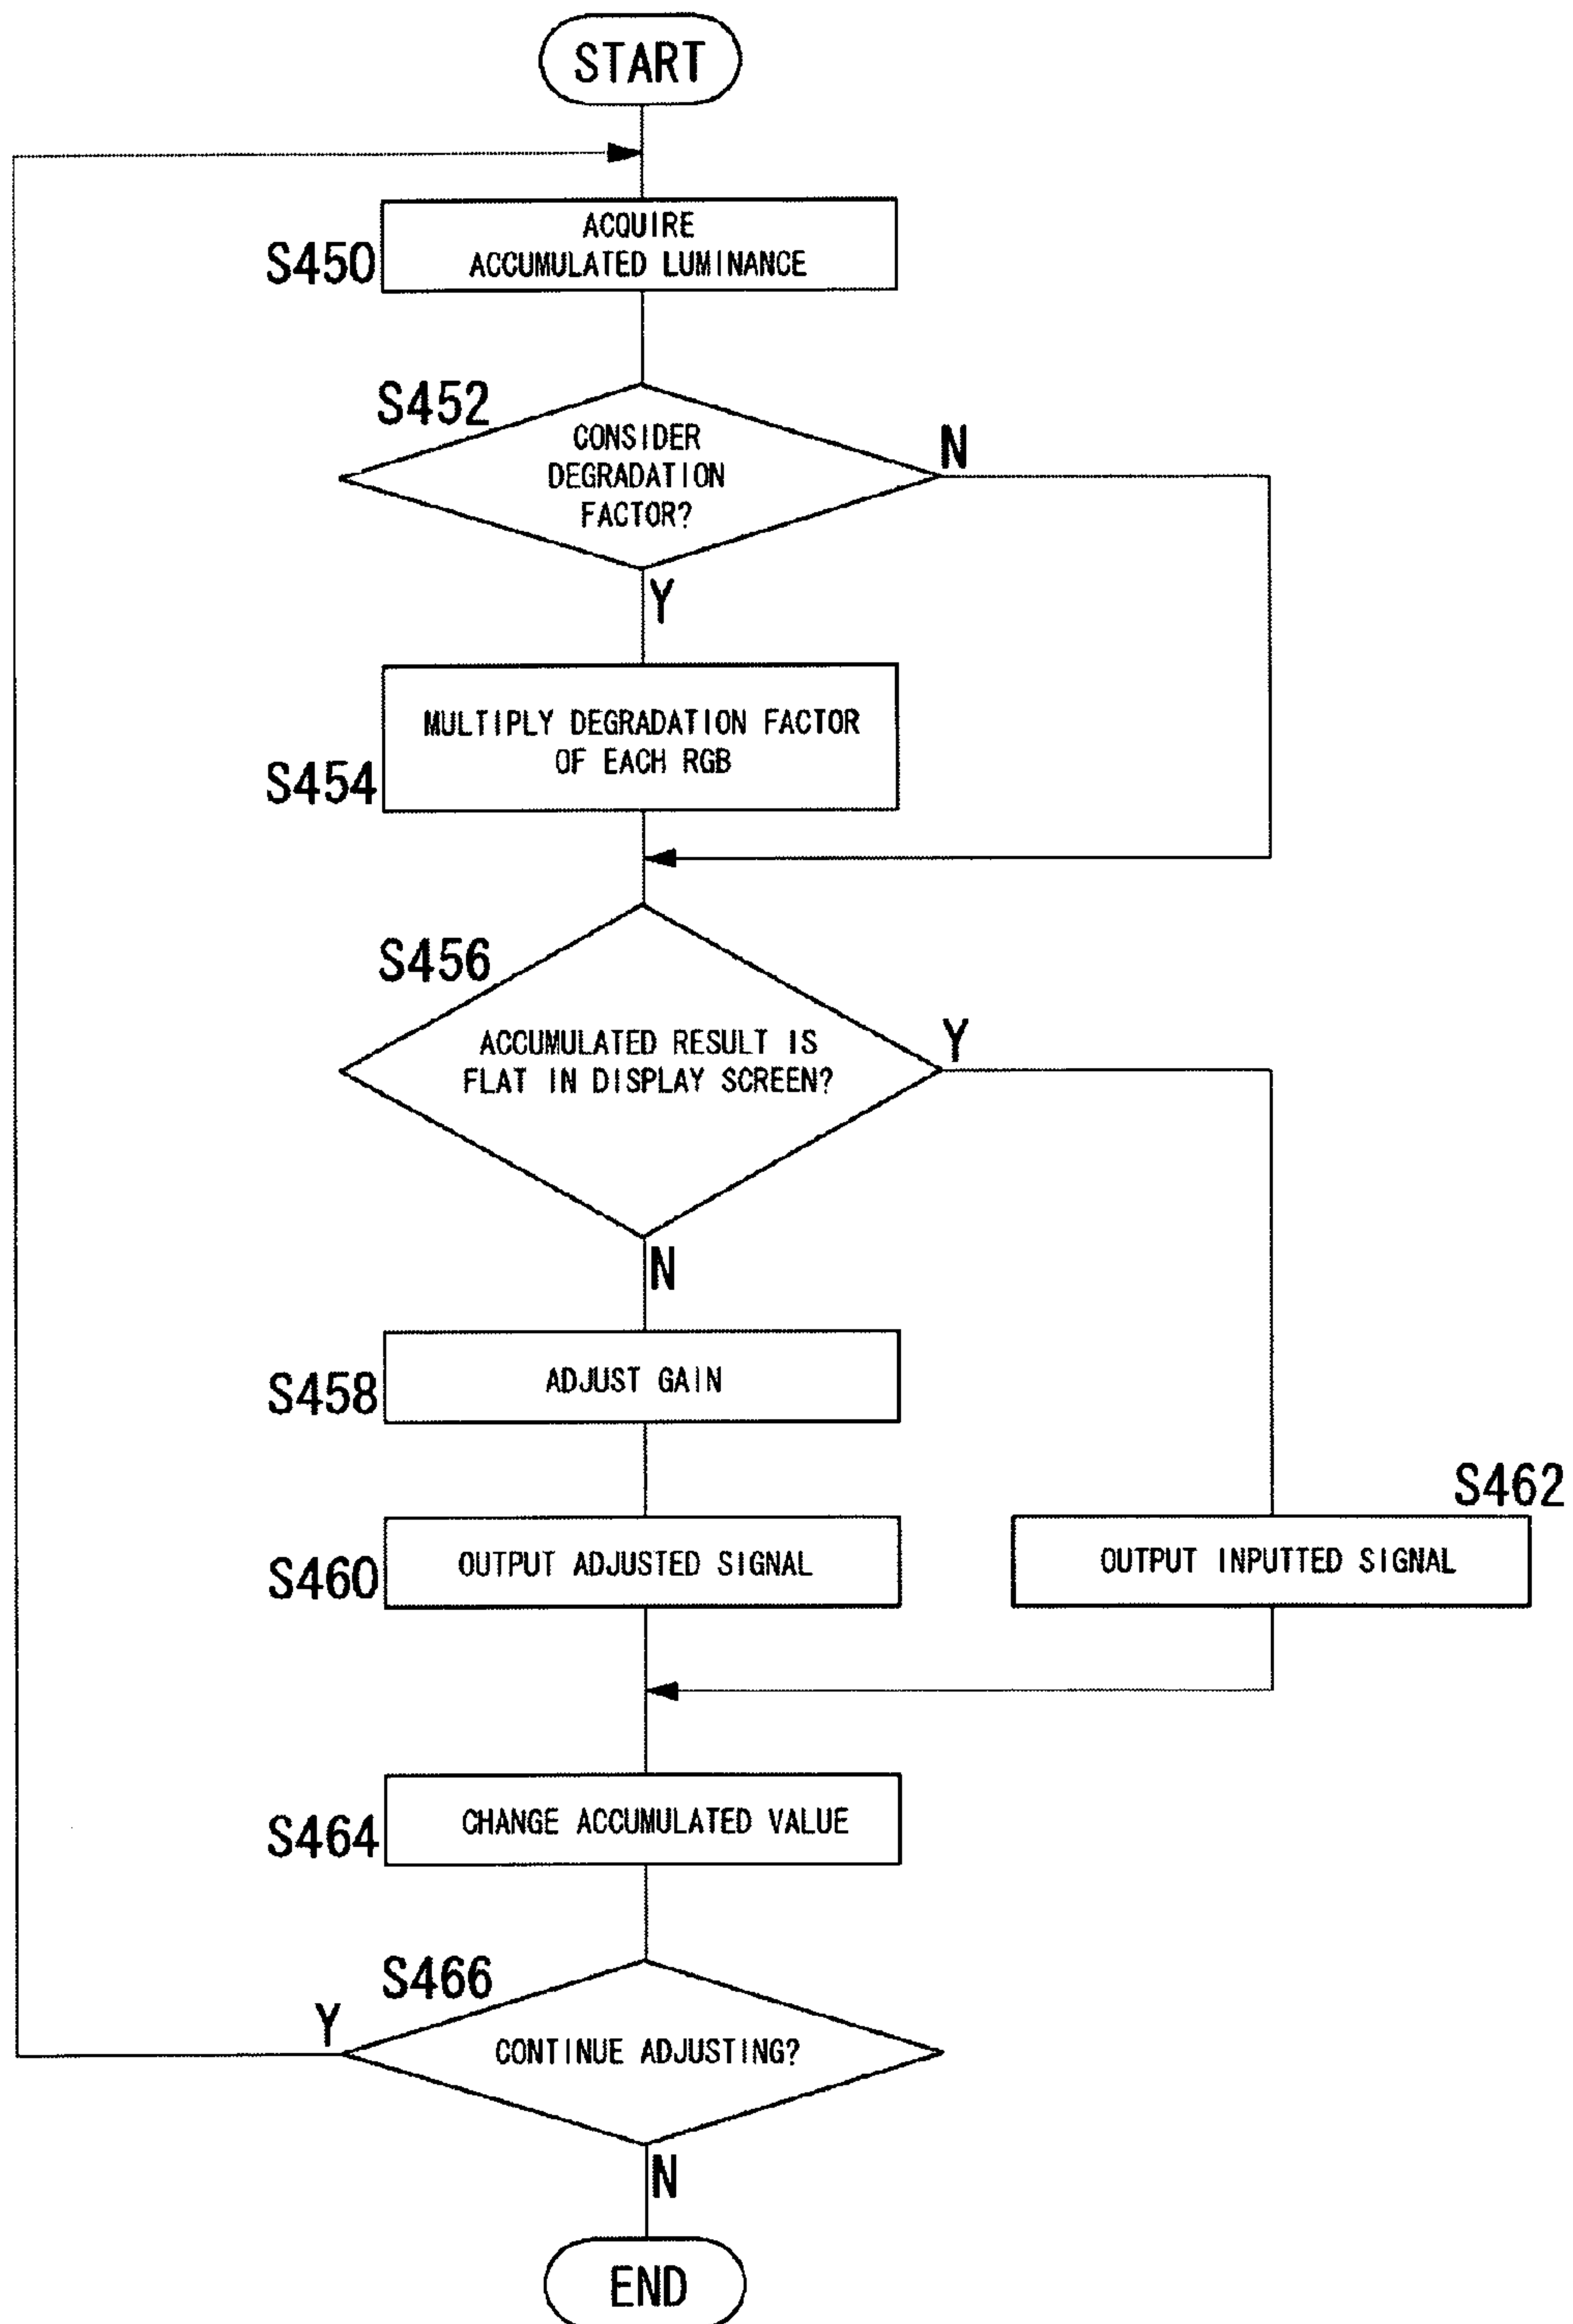 START
ACQUIRE
ACCUMULATED LUMINANCE
S450
S452
CONSIDER
DEGRADATION
FACTOR?
N
Y
MULTIPLY DEGRADATION FACTOR
OF EACH RGB
S454
S456
ACCUMULATED RESULT IS
FLAT IN DISPLAY SCREEN?
Y
N
S458
ADJUST GAIN
S462
S460
OUTPUT ADJUSTED SIGNAL
OUTPUT INPUTTED SIGNAL
S464
CHANGE ACCUMULATED VALUE
S466
Y
CONTINUE ADJUSTING?
N
END